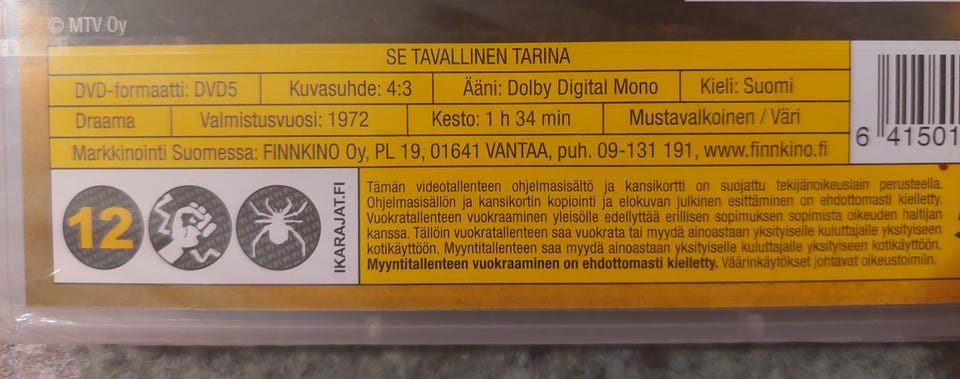 © MTV Oy
SE TAVALLINEN TARINA
DVD-formaatti: DVD5 Kuvasuhde: 4:3 Ääni: Dolby Digital Mono Kieli: Suomi
Draama Valmistusvuosi: 1972 Kesto: 1 h 34 min Mustavalkoinen / Väri
Markkinointi Suomessa: FINNKINO Oy, PL 19, 01641 VANTAA, puh. 09-131 191, www.finnkino.fi
6 41501
12
IKARAJAT.FI
Tämän videotallenteen ohjelmasisältö ja kansikortti on suojattu tekijänoikeuslain perusteella.
Ohjelmasisällön ja kansikortin kopiointi ja elokuvan julkinen esittäminen on ehdottomasti kielletty.
Vuokratallenteen vuokraaminen yleisölle edellyttää erillisen sopimuksen sopimista oikeuden haltijan
kanssa. Tällöin vuokratallenteen saa vuokrata tai myydä ainoastaan yksityiselle kuluttajalle yksityiseen
kotikäyttöön. Myyntitallenteen saa myydä ainoastaan yksityiselle kuluttajalle yksityiseen kotikäyttöön.
Myyntitallenteen vuokraaminen on ehdottomasti kielletty. Väärinkäytökset johtavat oikeustoimiin.